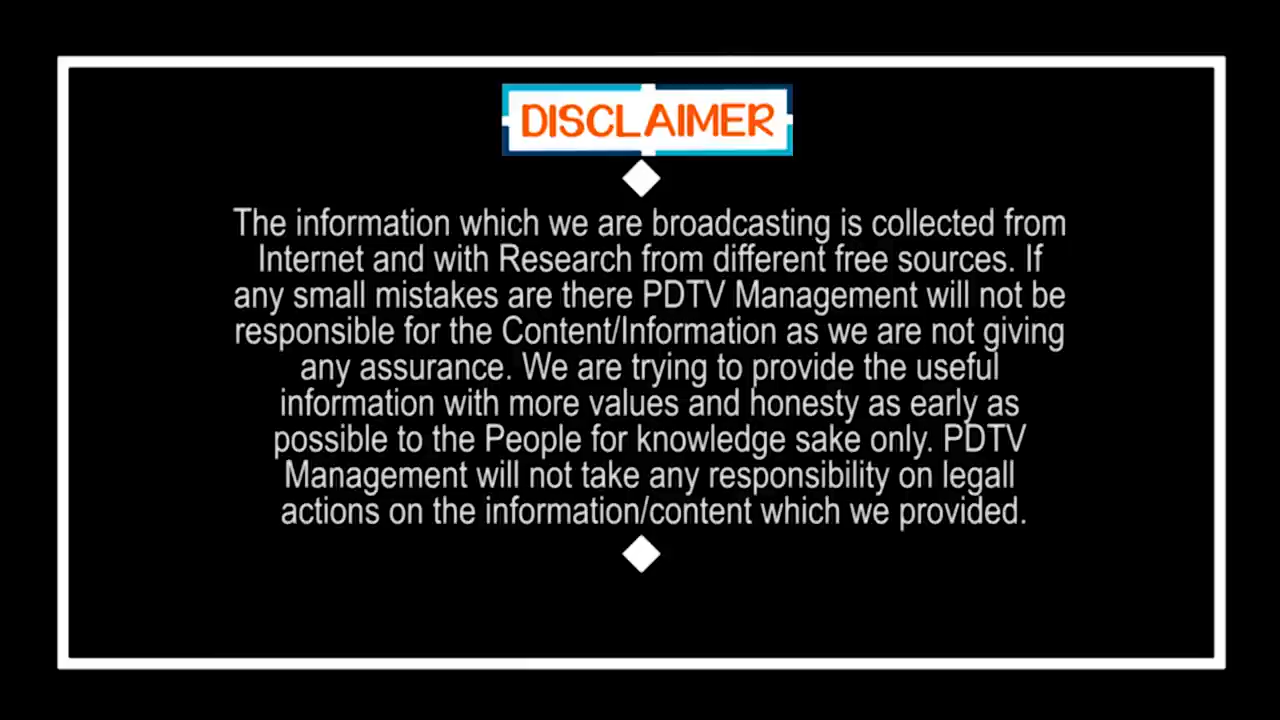 DISCLAIMER
The information which we are broadcasting is collected from
Internet and with Research from different free sources. If
any small mistakes are there PDTV Management will not be
responsible for the Content/Information as we are not giving
any assurance. We are trying to provide the useful
information with more values and honesty as early as
possible to the People for knowledge sake only. PDTV
Management will not take any responsibility on legall
actions on the information/content which we provided.